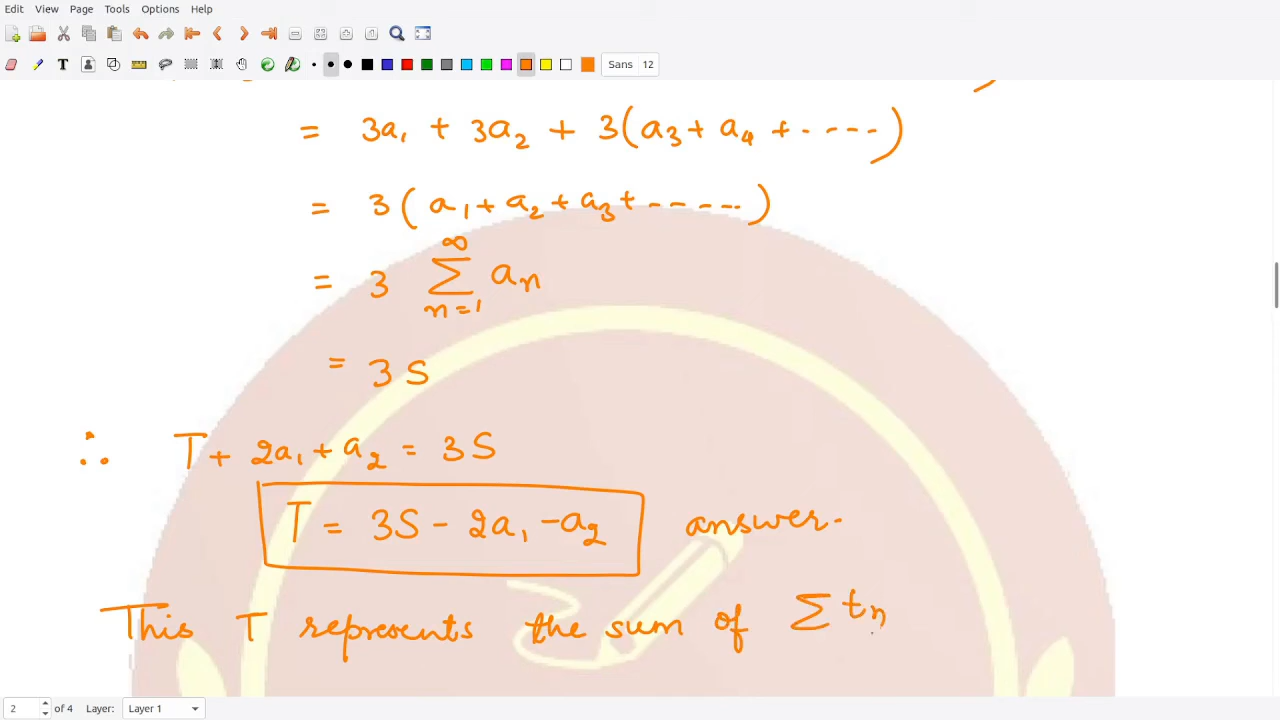 Edit View Page Tools Options Help
Sans 12
= 3a₁ + 3a₂ + 3(a₃ + a₄ + . - - - -)
= 3(a₁ + a₂ + a₃ + - - - - -)
= 3 ∑_{n=1}^{∞} aₙ
= 3S
∴ T + 2a₁ + a₂ = 3S
T = 3S - 2a₁ - a₂ answer.
This T represents the sum of ∑ tₙ
2 of 4 Layer: Layer 1